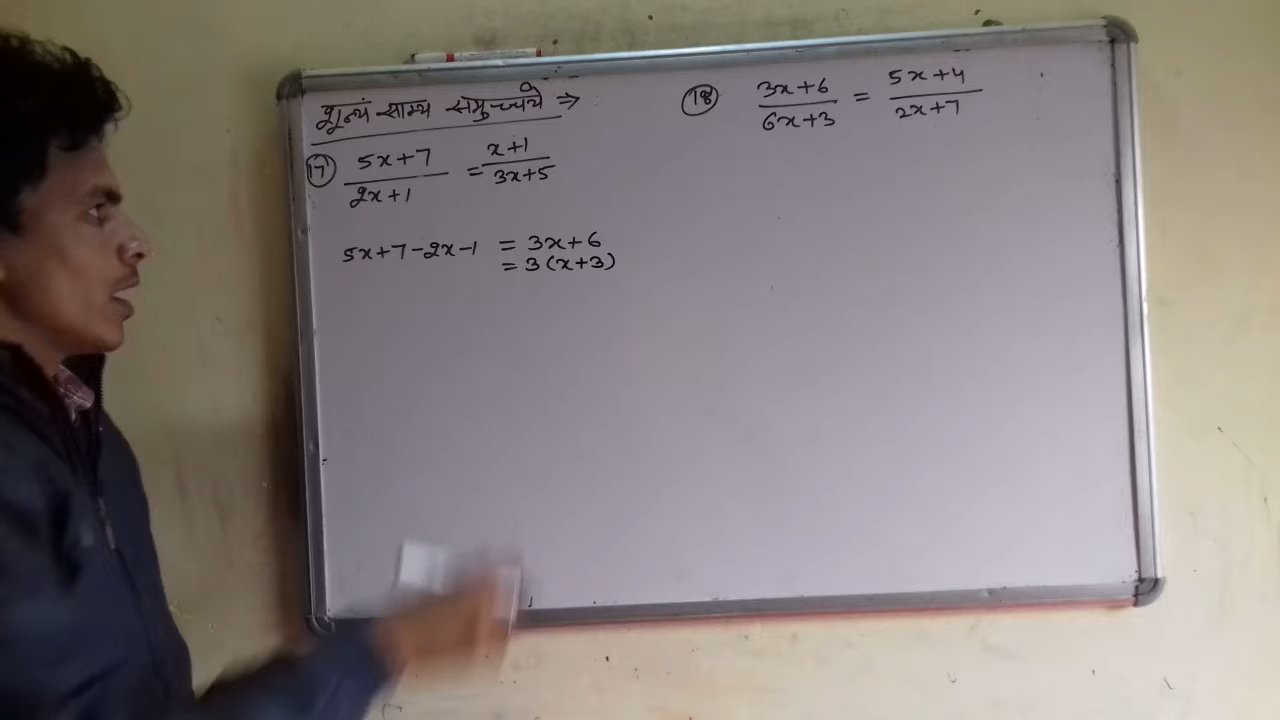 शून्यं साम्य समुच्चये ⇒
(17) (5x+7)/(2x+1) = (x+1)/(3x+5)
5x+7-2x-1 = 3x+6
= 3(x+3)
(18) (3x+6)/(6x+3) = (5x+4)/(2x+7)